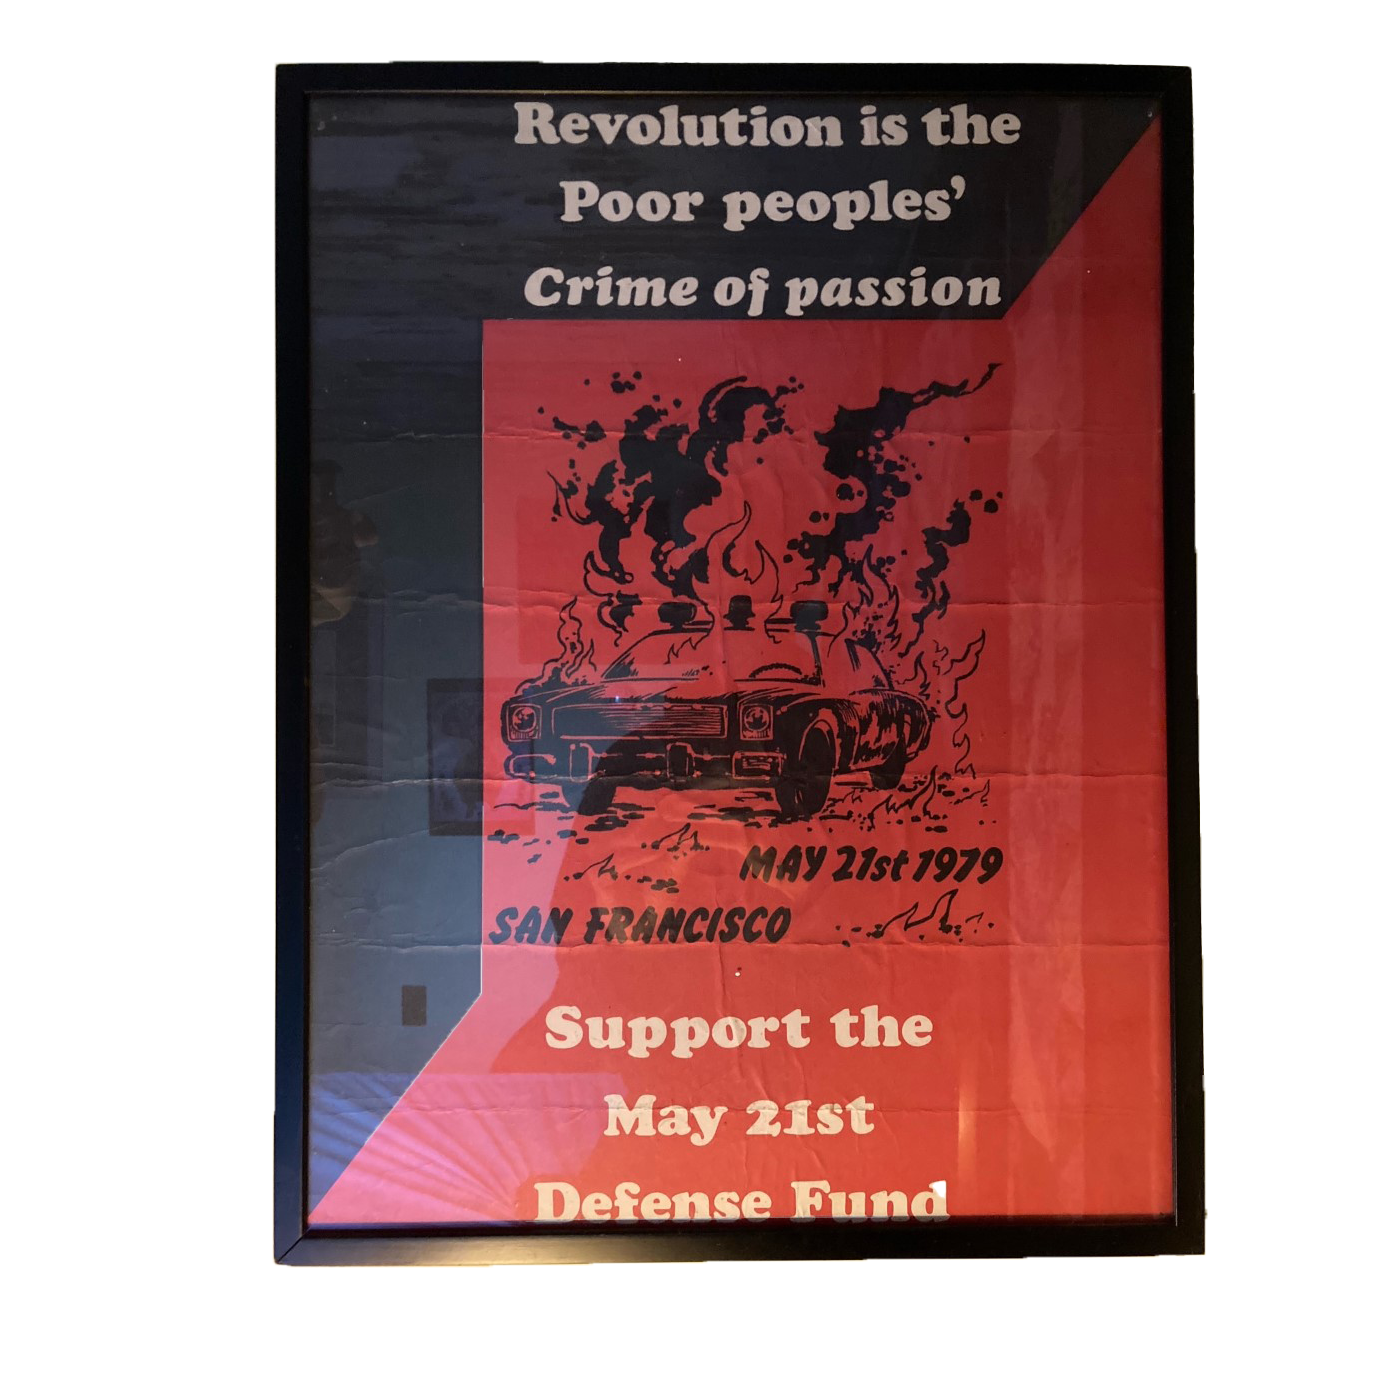 Revolution is the
Poor peoples’
Crime of passion
MAY 21st 1979
SAN FRANCISCO
Support the
May 21st
Defense Fund